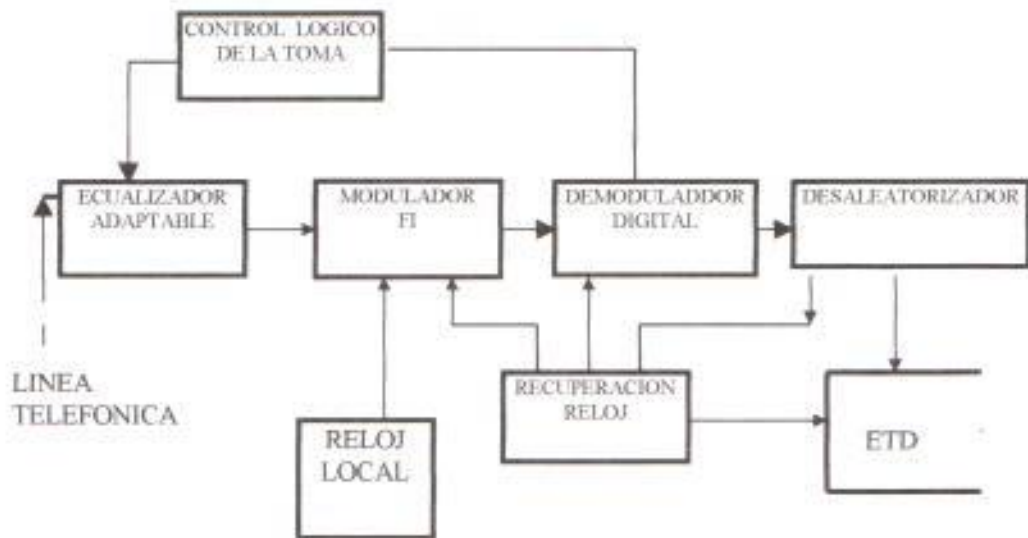 CONTROL LOGICO
DE LA TOMA
ECUALIZADOR
ADAPTABLE
MODULADOR
FI
DEMODULADDOR
DIGITAL
DESALEATORIZADOR
LINEA
TELEFONICA
RELOJ
LOCAL
RECUPERACION
RELOJ
ETD